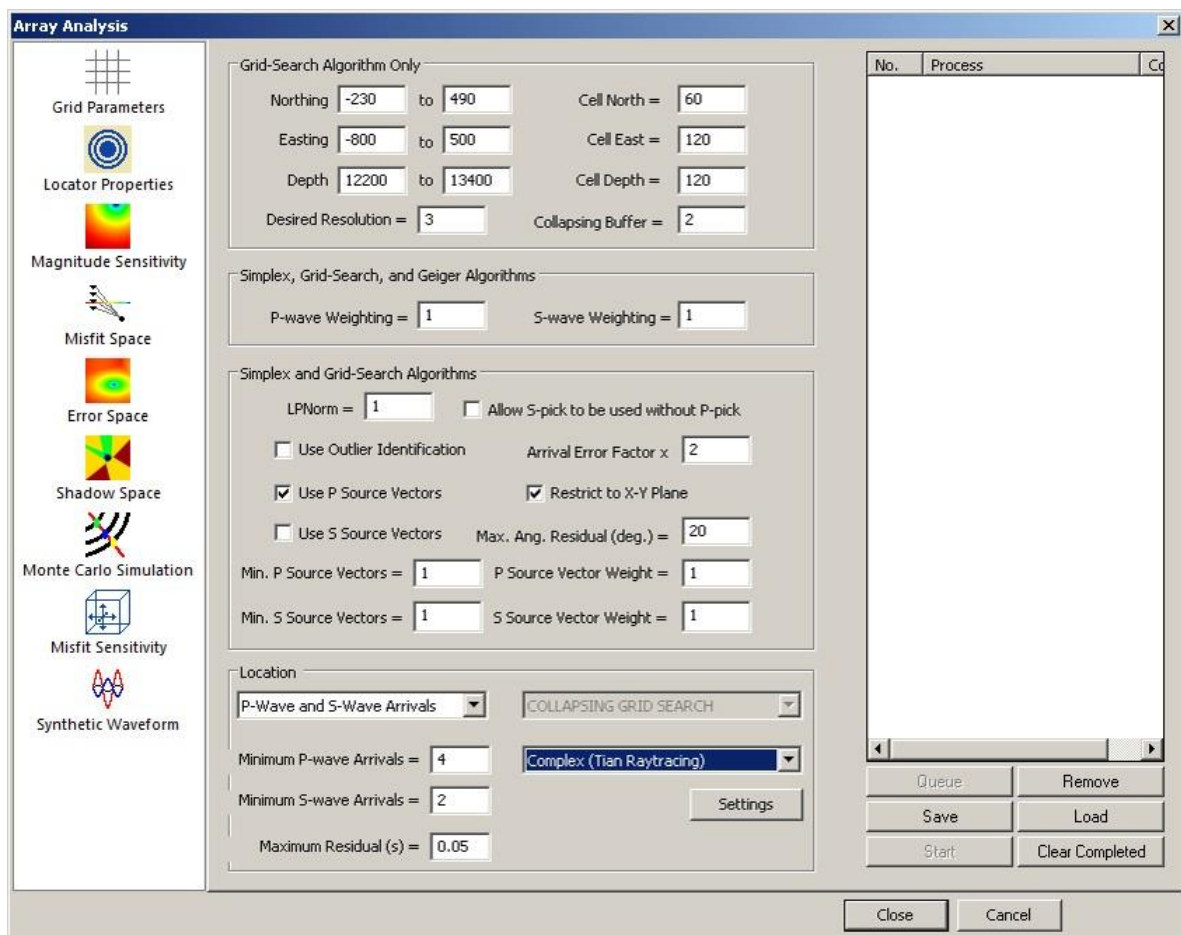 Array Analysis
Grid Parameters
Locator Properties
Magnitude Sensitivity
Misfit Space
Error Space
Shadow Space
Monte Carlo Simulation
Misfit Sensitivity
Synthetic Waveform
Grid-Search Algorithm Only
Northing -230 to 490 Cell North = 60
Easting -800 to 500 Cell East = 120
Depth 12200 to 13400 Cell Depth = 120
Desired Resolution = 3 Collapsing Buffer = 2
Simplex, Grid-Search, and Geiger Algorithms
P-wave Weighting = 1 S-wave Weighting = 1
Simplex and Grid-Search Algorithms
LPNorm = 1 Allow S-pick to be used without P-pick
Use Outlier Identification Arrival Error Factor x 2
Use P Source Vectors Restrict to X-Y Plane
Use S Source Vectors Max. Ang. Residual (deg.) = 20
Min. P Source Vectors = 1 P Source Vector Weight = 1
Min. S Source Vectors = 1 S Source Vector Weight = 1
Location
P-Wave and S-Wave Arrivals COLLAPSING GRID SEARCH
Minimum P-wave Arrivals = 4 Complex (Tian Raytracing)
Minimum S-wave Arrivals = 2 Settings
Maximum Residual (s) = 0.05
No. Process Co
Queue Remove
Save Load
Start Clear Completed
Close Cancel